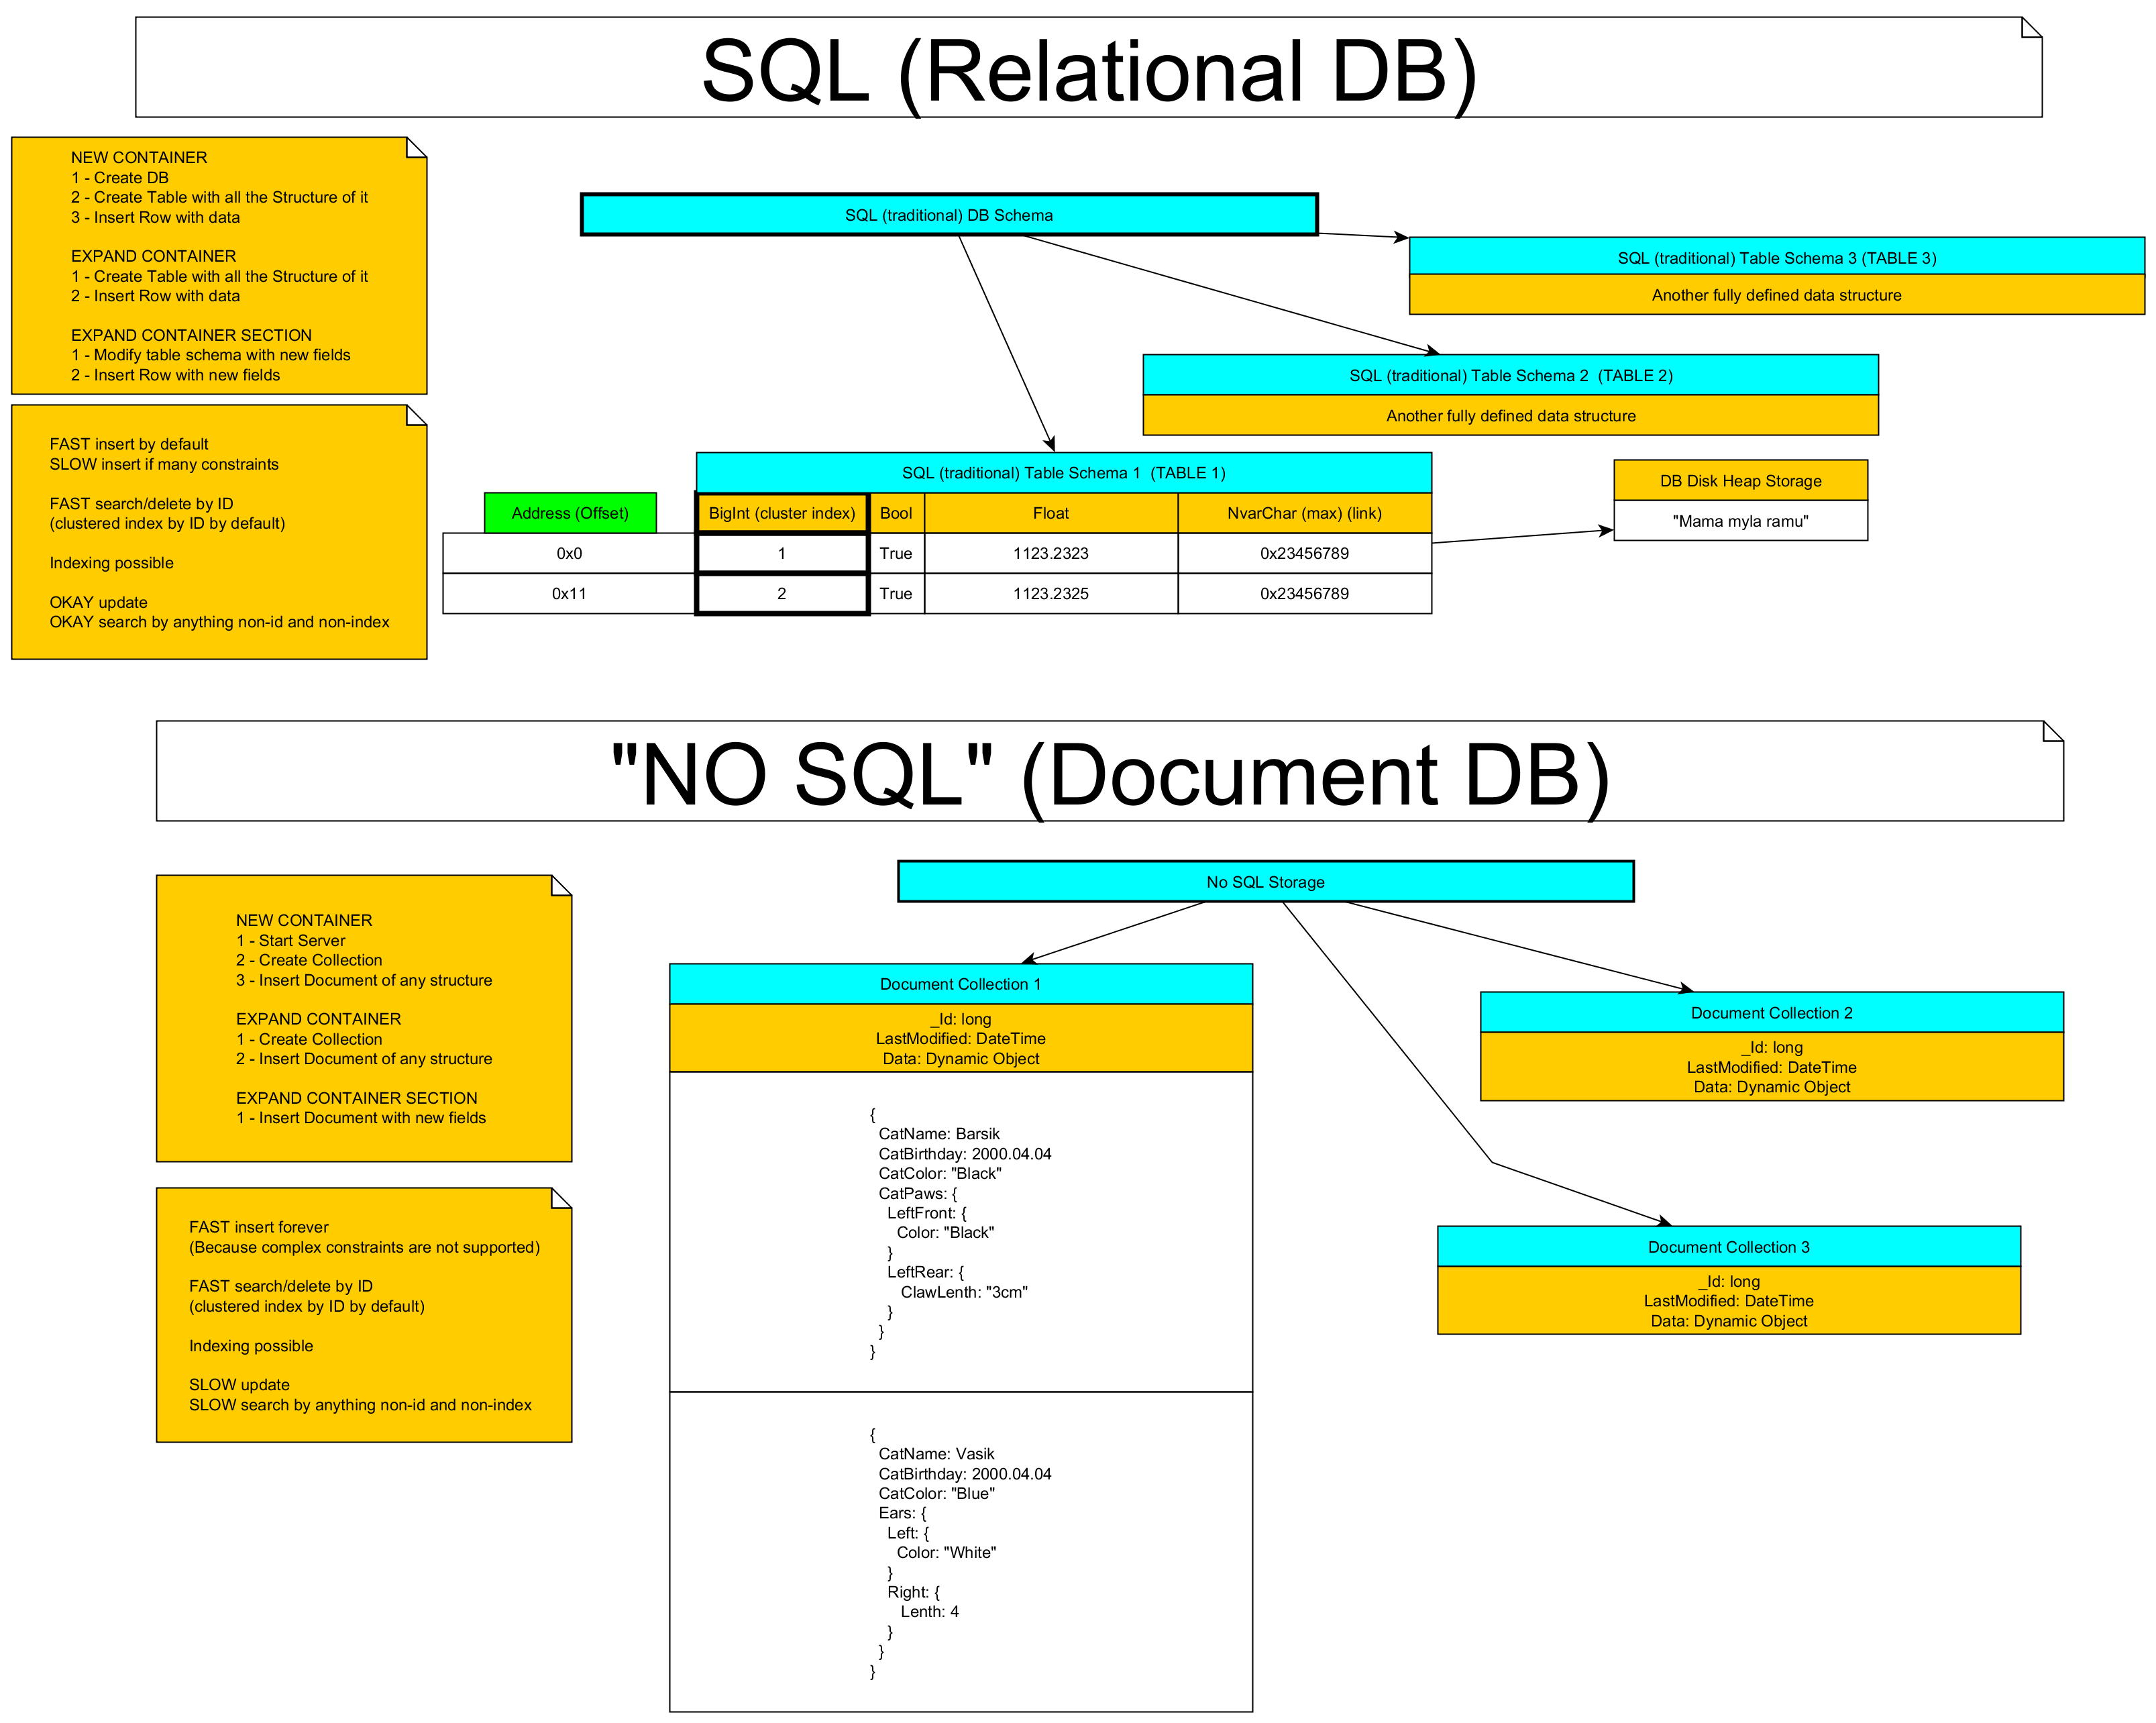 SQL (Relational DB)
NEW CONTAINER
1 - Create DB
2 - Create Table with all the Structure of it
3 - Insert Row with data
EXPAND CONTAINER
1 - Create Table with all the Structure of it
2 - Insert Row with data
EXPAND CONTAINER SECTION
1 - Modify table schema with new fields
2 - Insert Row with new fields
FAST insert by default
SLOW insert if many constraints
FAST search/delete by ID
(clustered index by ID by default)
Indexing possible
OKAY update
OKAY search by anything non-id and non-index
SQL (traditional) DB Schema
SQL (traditional) Table Schema 3 (TABLE 3)
Another fully defined data structure
SQL (traditional) Table Schema 2 (TABLE 2)
Another fully defined data structure
SQL (traditional) Table Schema 1 (TABLE 1)
Address (Offset) BigInt (cluster index) Bool Float NvarChar (max) (link)
0x0 1 True 1123.2323 0x23456789
0x11 2 True 1123.2325 0x23456789
DB Disk Heap Storage
"Mama myla ramu"
"NO SQL" (Document DB)
NEW CONTAINER
1 - Start Server
2 - Create Collection
3 - Insert Document of any structure
EXPAND CONTAINER
1 - Create Collection
2 - Insert Document of any structure
EXPAND CONTAINER SECTION
1 - Insert Document with new fields
FAST insert forever
(Because complex constraints are not supported)
FAST search/delete by ID
(clustered index by ID by default)
Indexing possible
SLOW update
SLOW search by anything non-id and non-index
No SQL Storage
Document Collection 1
_Id: long
LastModified: DateTime
Data: Dynamic Object
{
CatName: Barsik
CatBirthday: 2000.04.04
CatColor: "Black"
CatPaws: {
LeftFront: {
Color: "Black"
}
LeftRear: {
ClawLenth: "3cm"
}
}
}
{
CatName: Vasik
CatBirthday: 2000.04.04
CatColor: "Blue"
Ears: {
Left: {
Color: "White"
}
Right: {
Lenth: 4
}
}
}
Document Collection 2
_Id: long
LastModified: DateTime
Data: Dynamic Object
Document Collection 3
_Id: long
LastModified: DateTime
Data: Dynamic Object